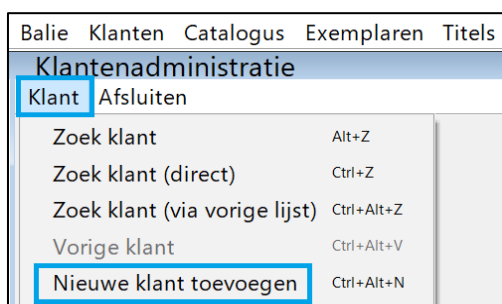 Balie Klanten Catalogus Exemplaren Titels
Klantenadministratie
Klant Afsluiten
Zoek klant Alt+Z
Zoek klant (direct) Ctrl+Z
Zoek klant (via vorige lijst) Ctrl+Alt+Z
Vorige klant Ctrl+Alt+V
Nieuwe klant toevoegen Ctrl+Alt+N